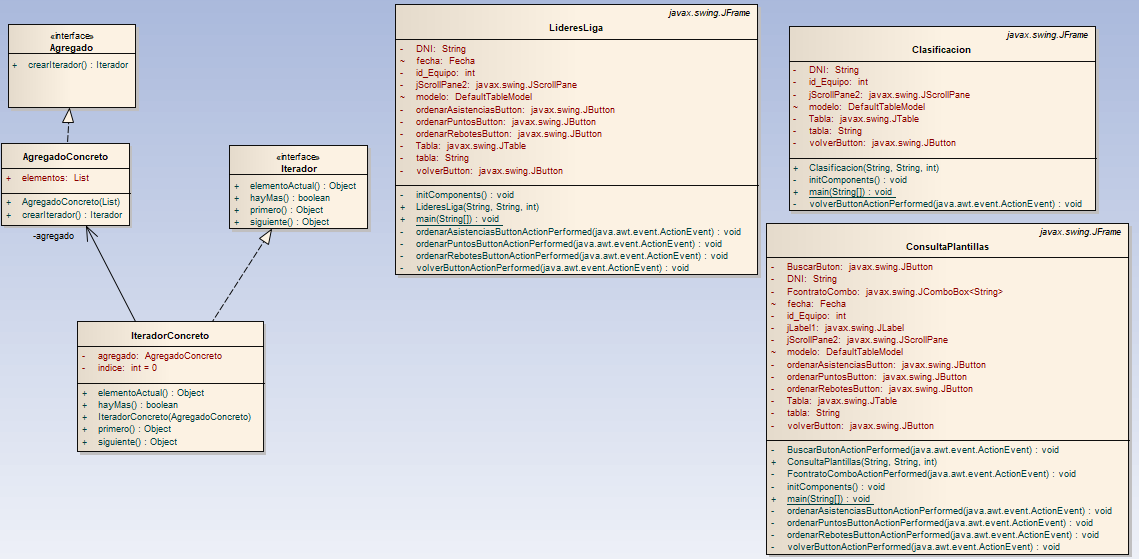 «interface»
Agregado
+ crearIterador() : Iterador
AgregadoConcreto
+ elementos: List
+ AgregadoConcreto(List)
+ crearIterador() : Iterador
-agregado
«interface»
Iterador
+ elementoActual() : Object
+ hayMas() : boolean
+ primero() : Object
+ siguiente() : Object
IteradorConcreto
- agregado: AgregadoConcreto
- indice: int = 0
+ elementoActual() : Object
+ hayMas() : boolean
+ IteradorConcreto(AgregadoConcreto)
+ primero() : Object
+ siguiente() : Object
javax.swing.JFrame
LideresLiga
- DNI: String
~ fecha: Fecha
- id_Equipo: int
- jScrollPane2: javax.swing.JScrollPane
~ modelo: DefaultTableModel
- ordenarAsistenciasButton: javax.swing.JButton
- ordenarPuntosButton: javax.swing.JButton
- ordenarRebotesButton: javax.swing.JButton
- Tabla: javax.swing.JTable
- tabla: String
- volverButton: javax.swing.JButton
- initComponents() : void
+ LideresLiga(String, String, int)
+ main(String[]) : void
- ordenarAsistenciasButtonActionPerformed(java.awt.event.ActionEvent) : void
- ordenarPuntosButtonActionPerformed(java.awt.event.ActionEvent) : void
- ordenarRebotesButtonActionPerformed(java.awt.event.ActionEvent) : void
- volverButtonActionPerformed(java.awt.event.ActionEvent) : void
javax.swing.JFrame
Clasificacion
- DNI: String
- id_Equipo: int
- jScrollPane2: javax.swing.JScrollPane
~ modelo: DefaultTableModel
- Tabla: javax.swing.JTable
- tabla: String
- volverButton: javax.swing.JButton
+ Clasificacion(String, String, int)
- initComponents() : void
+ main(String[]) : void
- volverButtonActionPerformed(java.awt.event.ActionEvent) : void
javax.swing.JFrame
ConsultaPlantillas
- BuscarButon: javax.swing.JButton
- DNI: String
- FcontratoCombo: javax.swing.JComboBox<String>
~ fecha: Fecha
- id_Equipo: int
- jLabel1: javax.swing.JLabel
- jScrollPane2: javax.swing.JScrollPane
~ modelo: DefaultTableModel
- ordenarAsistenciasButton: javax.swing.JButton
- ordenarPuntosButton: javax.swing.JButton
- ordenarRebotesButton: javax.swing.JButton
- Tabla: javax.swing.JTable
- tabla: String
- volverButton: javax.swing.JButton
- BuscarButonActionPerformed(java.awt.event.ActionEvent) : void
+ ConsultaPlantillas(String, String, int)
- FcontratoComboActionPerformed(java.awt.event.ActionEvent) : void
- initComponents() : void
+ main(String[]) : void
- ordenarAsistenciasButtonActionPerformed(java.awt.event.ActionEvent) : void
- ordenarPuntosButtonActionPerformed(java.awt.event.ActionEvent) : void
- ordenarRebotesButtonActionPerformed(java.awt.event.ActionEvent) : void
- volverButtonActionPerformed(java.awt.event.ActionEvent) : void